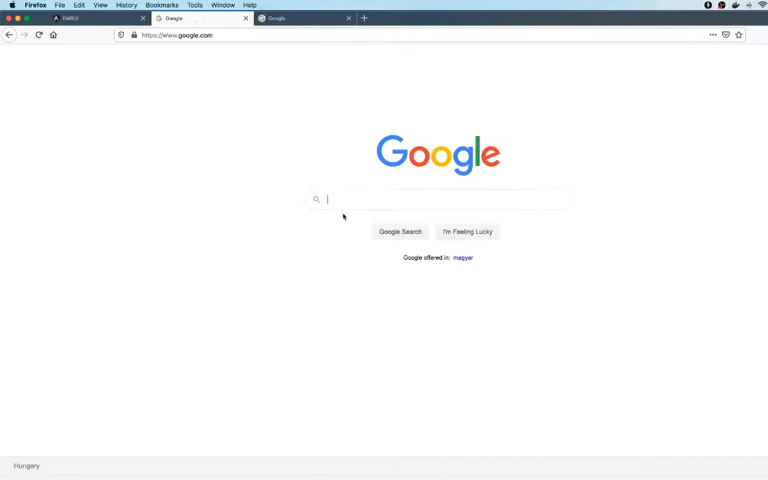 Firefox File Edit View History Bookmarks Tools Window Help
EMBUI Google Google
https://www.google.com
Google
Google Search I'm Feeling Lucky
Google offered in: magyar
Hungary